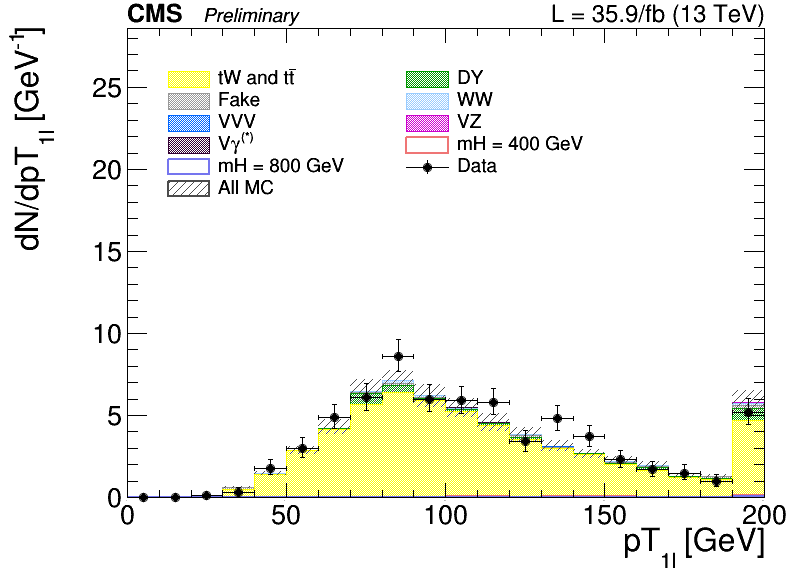 CMS Preliminary L = 35.9/fb (13 TeV)
dN/dpT1l [GeV-1]
tW and tt̄
Fake
VVV
Vγ(*)
mH = 800 GeV
All MC
DY
WW
VZ
mH = 400 GeV
Data
25
20
15
10
5
0
0 50 100 150 200
pT1l [GeV]